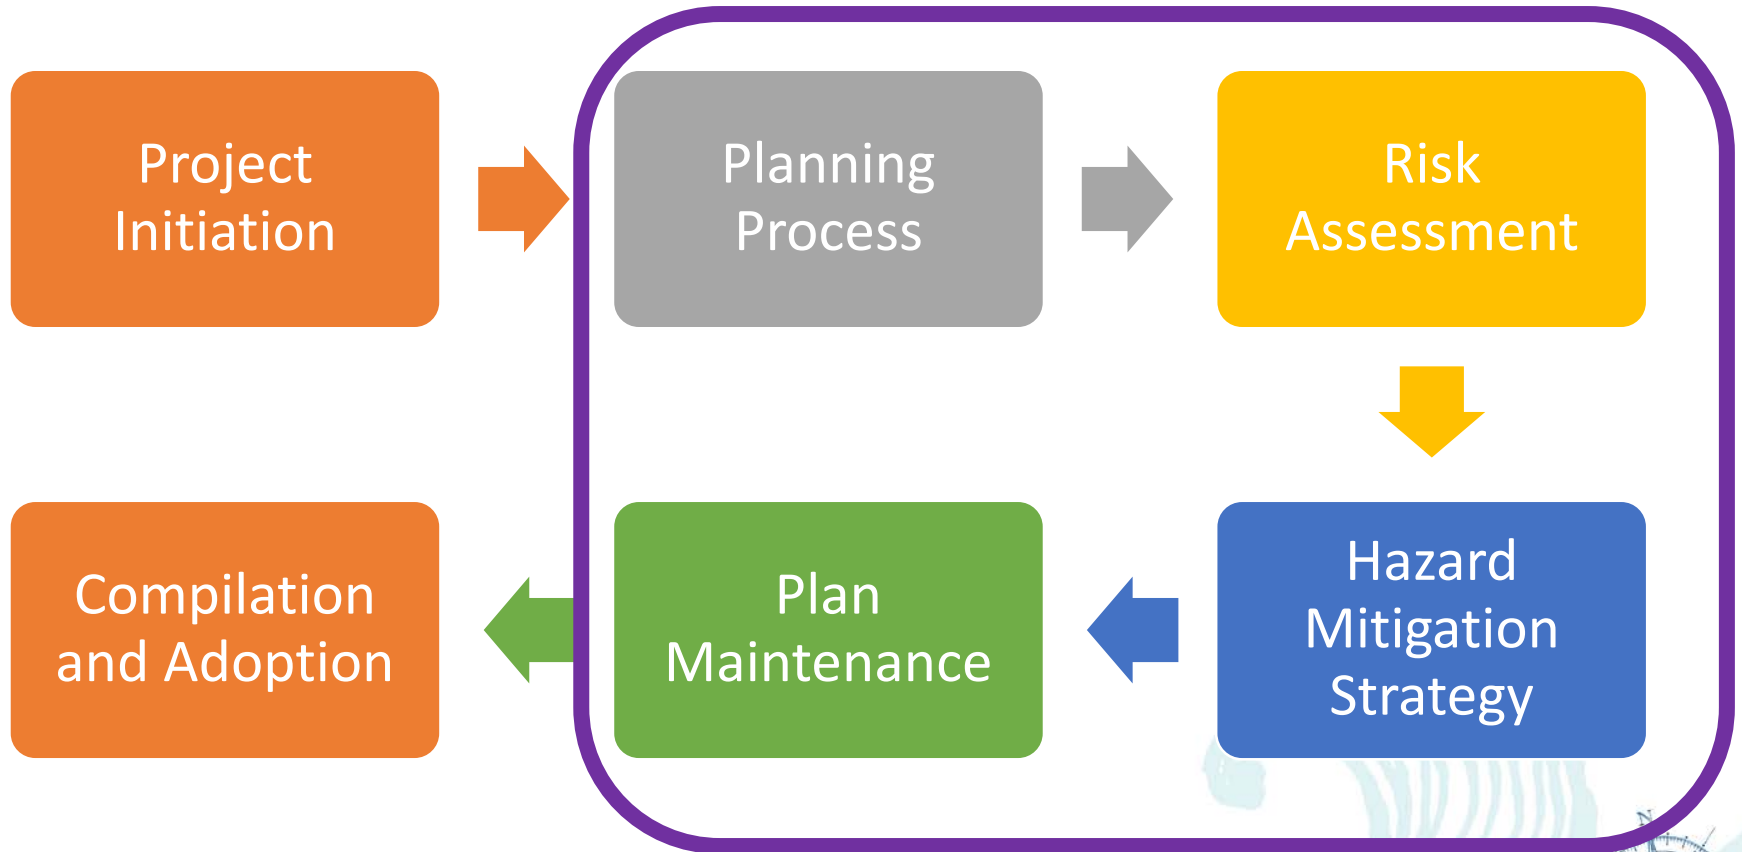 Project
Initiation
Planning
Process
Risk
Assessment
Hazard
Mitigation
Strategy
Plan
Maintenance
Compilation
and Adoption
N